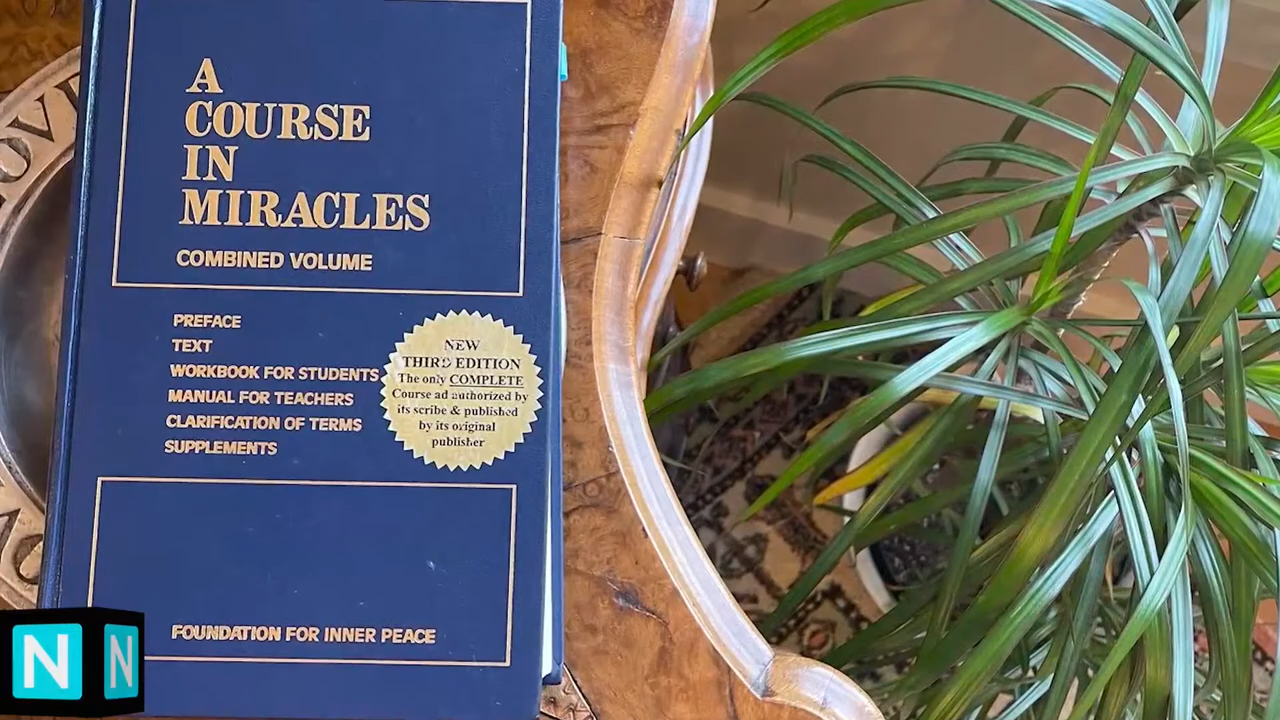 A
COURSE
IN
MIRACLES
COMBINED VOLUME
PREFACE
TEXT
WORKBOOK FOR STUDENTS
MANUAL FOR TEACHERS
CLARIFICATION OF TERMS
SUPPLEMENTS
NEW
THIRD EDITION
The only COMPLETE
Course ad authorized by
its scribe & published
by its original
publisher
FOUNDATION FOR INNER PEACE
N N